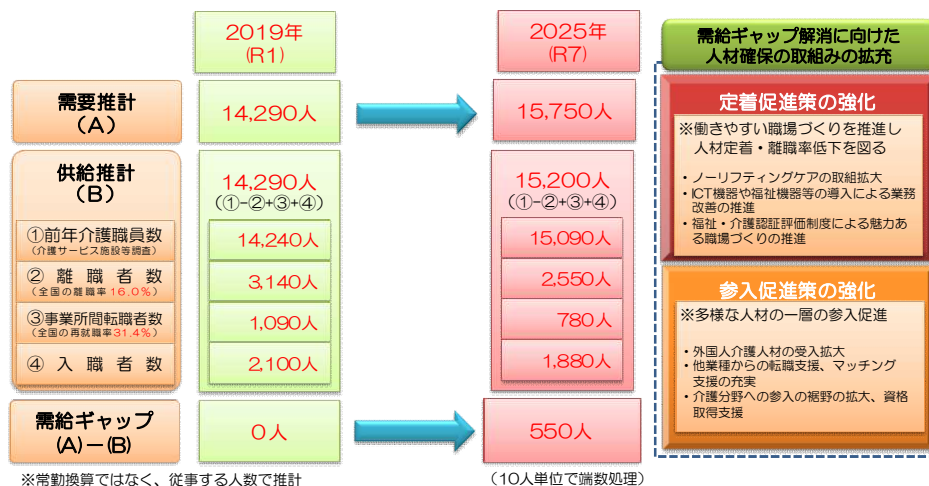 2019年
(R1)
2025年
(R7)
需給ギャップ解消に向けた
人材確保の取組みの拡充
需要推計
（A）
14,290人
15,750人
供給推計
（B）
14,290人
（①-②+③+④）
15,200人
（①-②+③+④）
①前年介護職員数
（介護サービス施設等調査）
14,240人
15,090人
② 離 職 者 数
（全国の離職率16.0%）
3,140人
2,550人
③事業所間転職者数
（全国の再就職率31.4%）
1,090人
780人
④ 入 職 者 数
2,100人
1,880人
需給ギャップ
(A)－(B)
0人
550人
※常勤換算ではなく、従事する人数で推計
（10人単位で端数処理）
定着促進策の強化
※働きやすい職場づくりを推進し
人材定着・離職率低下を図る
・ノーリフティングケアの取組拡大
・ICT機器や福祉機器等の導入による業務
改善の推進
・福祉・介護認証評価制度による魅力あ
る職場づくりの推進
参入促進策の強化
※多様な人材の一層の参入促進
・外国人介護人材の受入拡大
・他業種からの転職支援、マッチング
支援の充実
・介護分野への参入の裾野の拡大、資格
取得支援